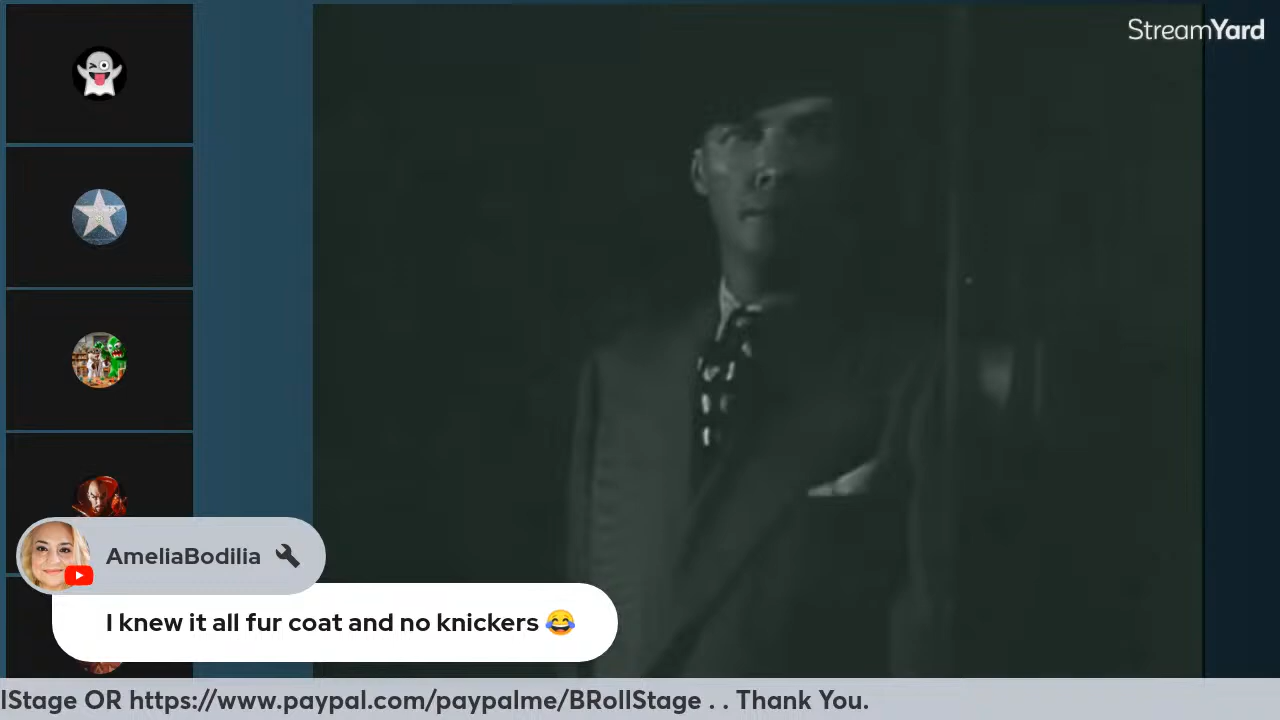 StreamYard
AmeliaBodilia
I knew it all fur coat and no knickers 😂
lStage OR https://www.paypal.com/paypalme/BRollStage . . Thank You.